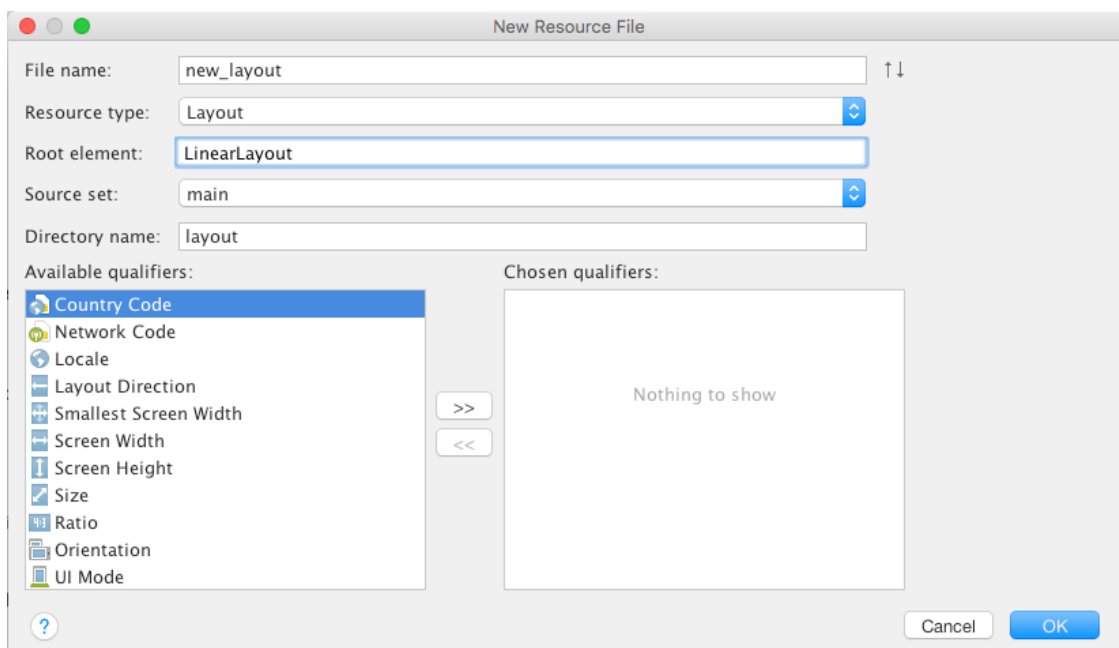 New Resource File
File name: new_layout
Resource type: Layout
Root element: LinearLayout
Source set: main
Directory name: layout
Available qualifiers: Chosen qualifiers:
Country Code
Network Code
Locale
Layout Direction
Smallest Screen Width
Screen Width
Screen Height
Size
4:3 Ratio
Orientation
UI Mode
>>
<<
Nothing to show
? Cancel OK